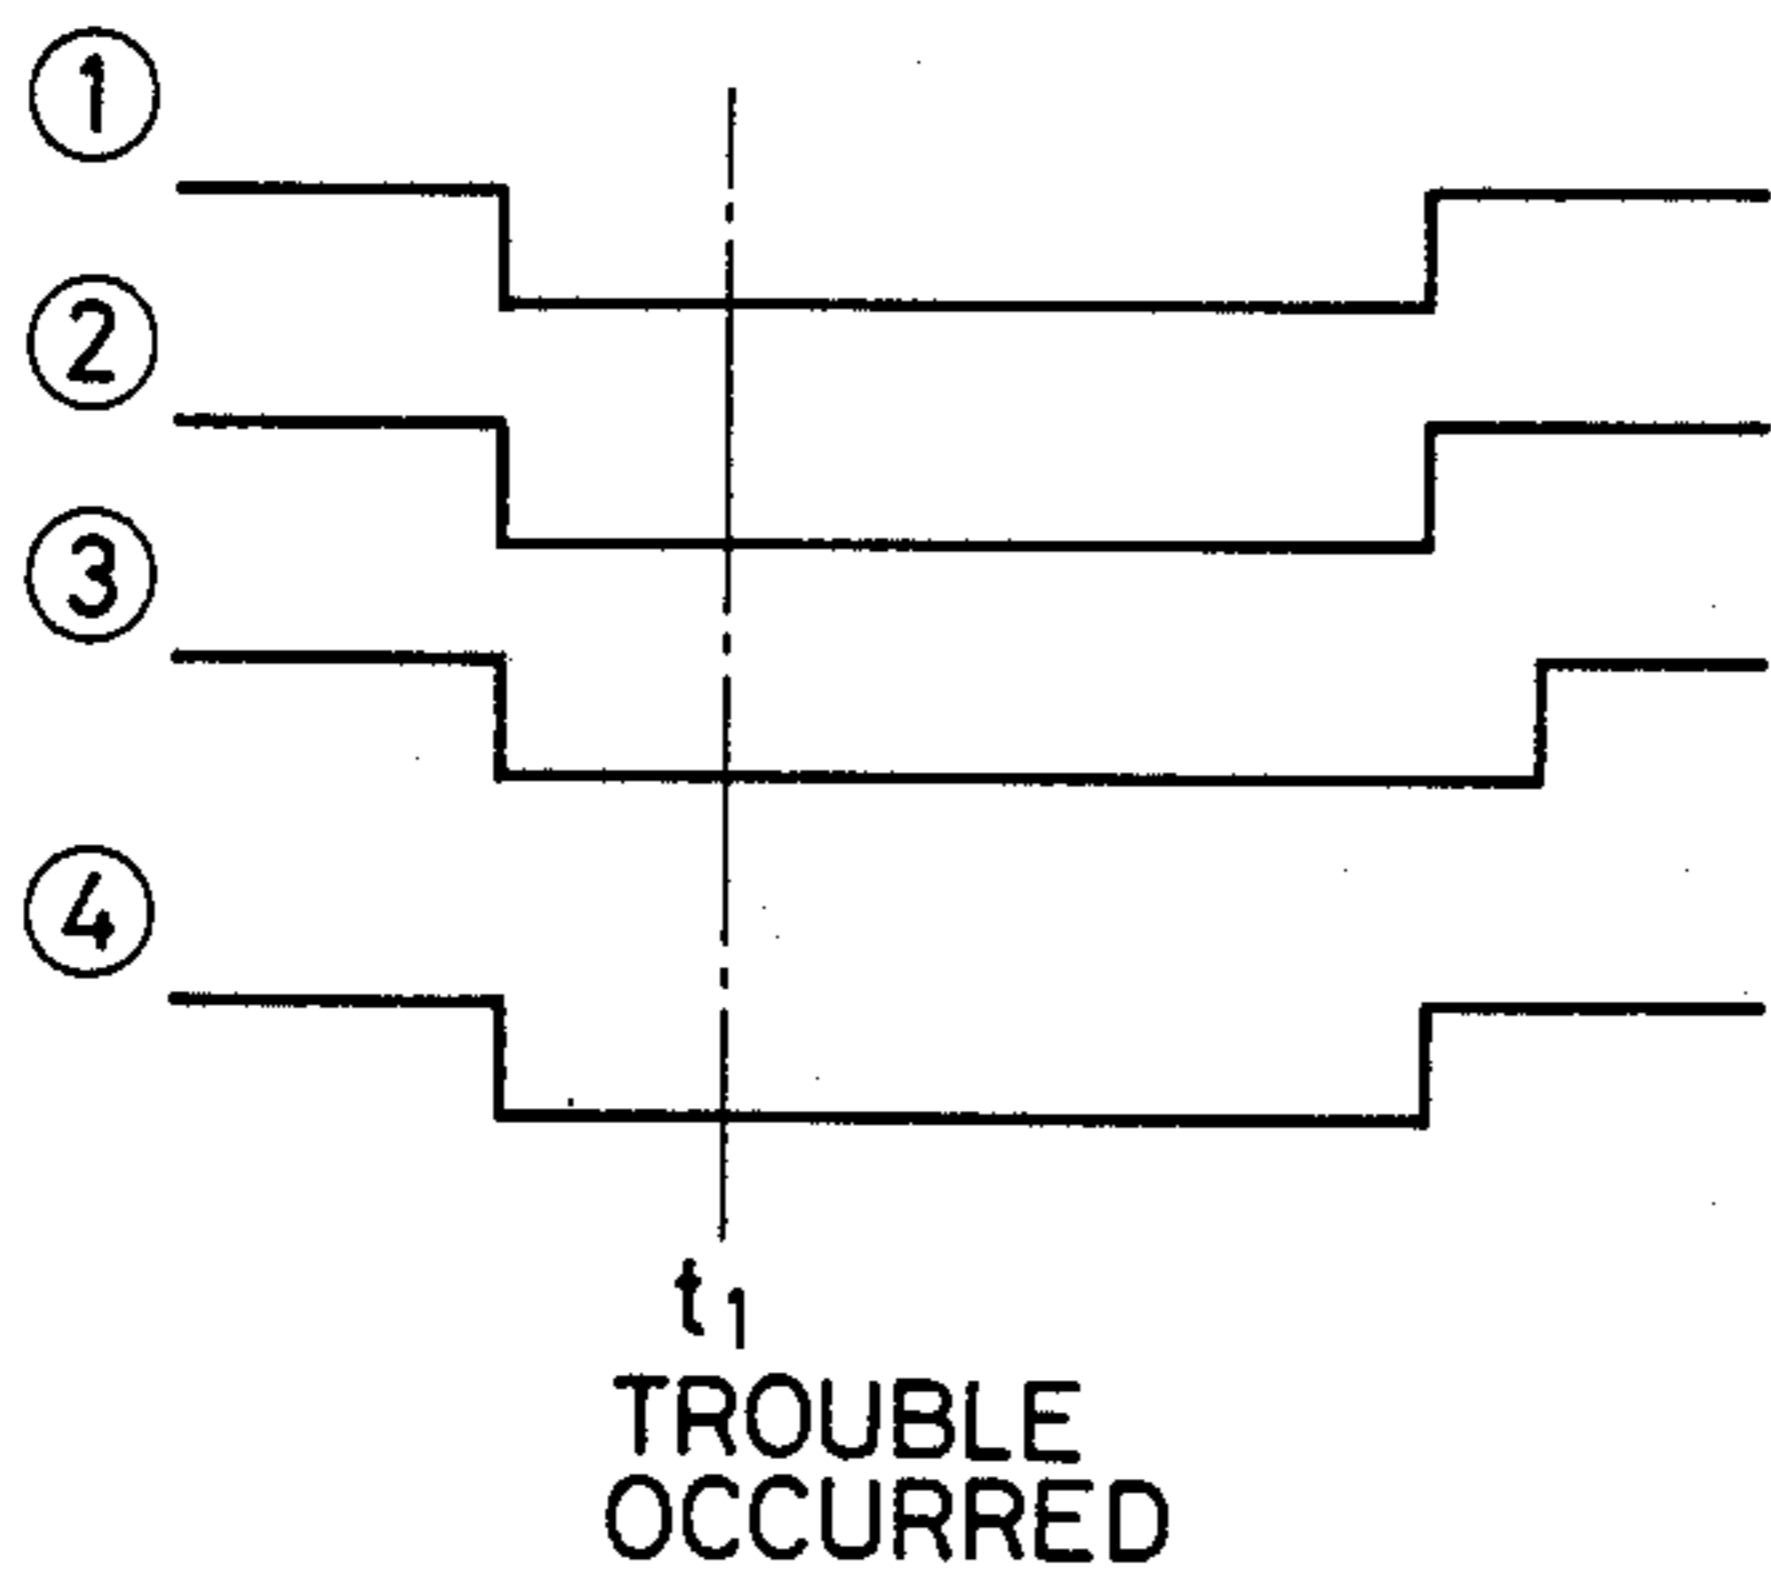 ①
②
③
④
t₁
TROUBLE
OCCURRED